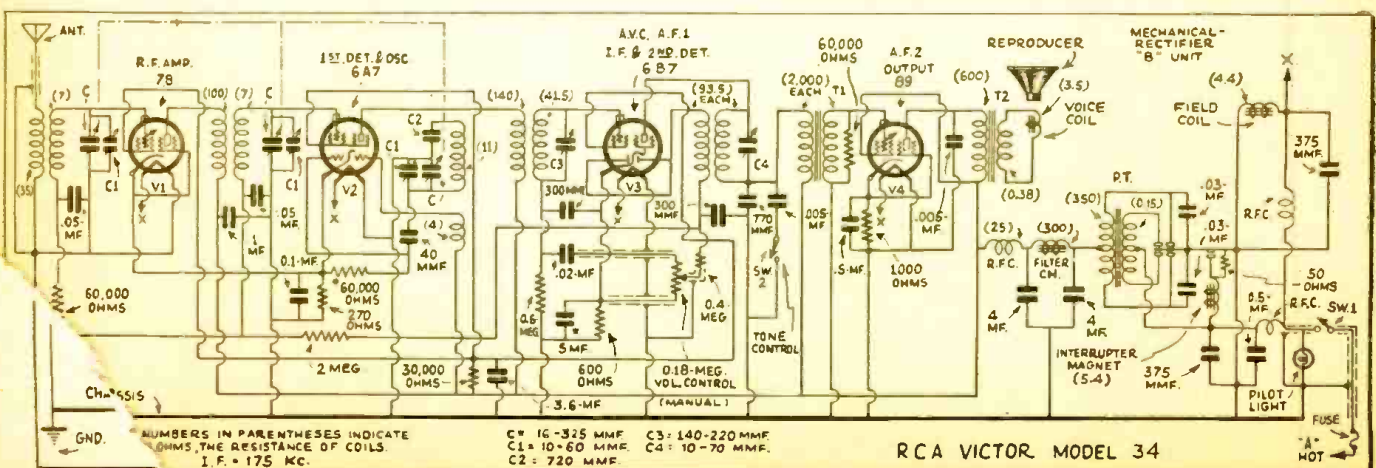 ANT.
R.F. AMP.
78
1ST. DET. & OSC.
6A7
A.V.C. A.F.1
I.F. & 2ND. DET.
6B7
60,000
OHMS
A.F.2
OUTPUT
89
REPRODUCER
MECHANICAL-
RECTIFIER
"B" UNIT
(7)
C
(100)
(7)
C
(140)
(41.5)
(93.5)
EACH
(2,000)
EACH
T1
(600)
T2
(3.5)
VOICE
COIL
(4.4)
FIELD
COIL
375
MMF.
C1
V1
X
(35)
.05-
MF
C1
V2
X
C2
C1
(11)
C
C3
V3
X
C4
V4
X
(0.38)
P.T.
(350)
(0.15)
.03-
MF
.03-
MF
R.F.C.
X
.1
MF
.05
MF
0.1-MF.
(4)
40
MMF
300MMF
300
MMF
770
MMF
.005
MF
.005-
MF
.5-MF.
1000
OHMS
(25)
R.F.C.
(300)
FILTER
CH.
60,000
OHMS
60,000
OHMS
270
OHMS
.02-MF
0.6
MEG
5 MF.
SW.
2
0.4
MEG
TONE
CONTROL
4
MF.
4
MF.
50
OHMS
R.F.C.
SW.1
0.5-
MF
INTERRUPTER
MAGNET
(5.4)
375
MMF.
2 MEG
30,000
OHMS
600
OHMS
0.18-MEG.
VOL. CONTROL
(MANUAL)
3.6-MF
PILOT
LIGHT
FUSE
"A"
HOT
CHASSIS
GND.
NUMBERS IN PARENTHESES INDICATE
OHMS, THE RESISTANCE OF COILS.
I.F. = 175 KC.
C= 16-325 MMF. C3: 140-220 MMF.
C1= 10-60 MMF. C4: 10-70 MMF.
C2: 720 MMF.
RCA VICTOR MODEL 34